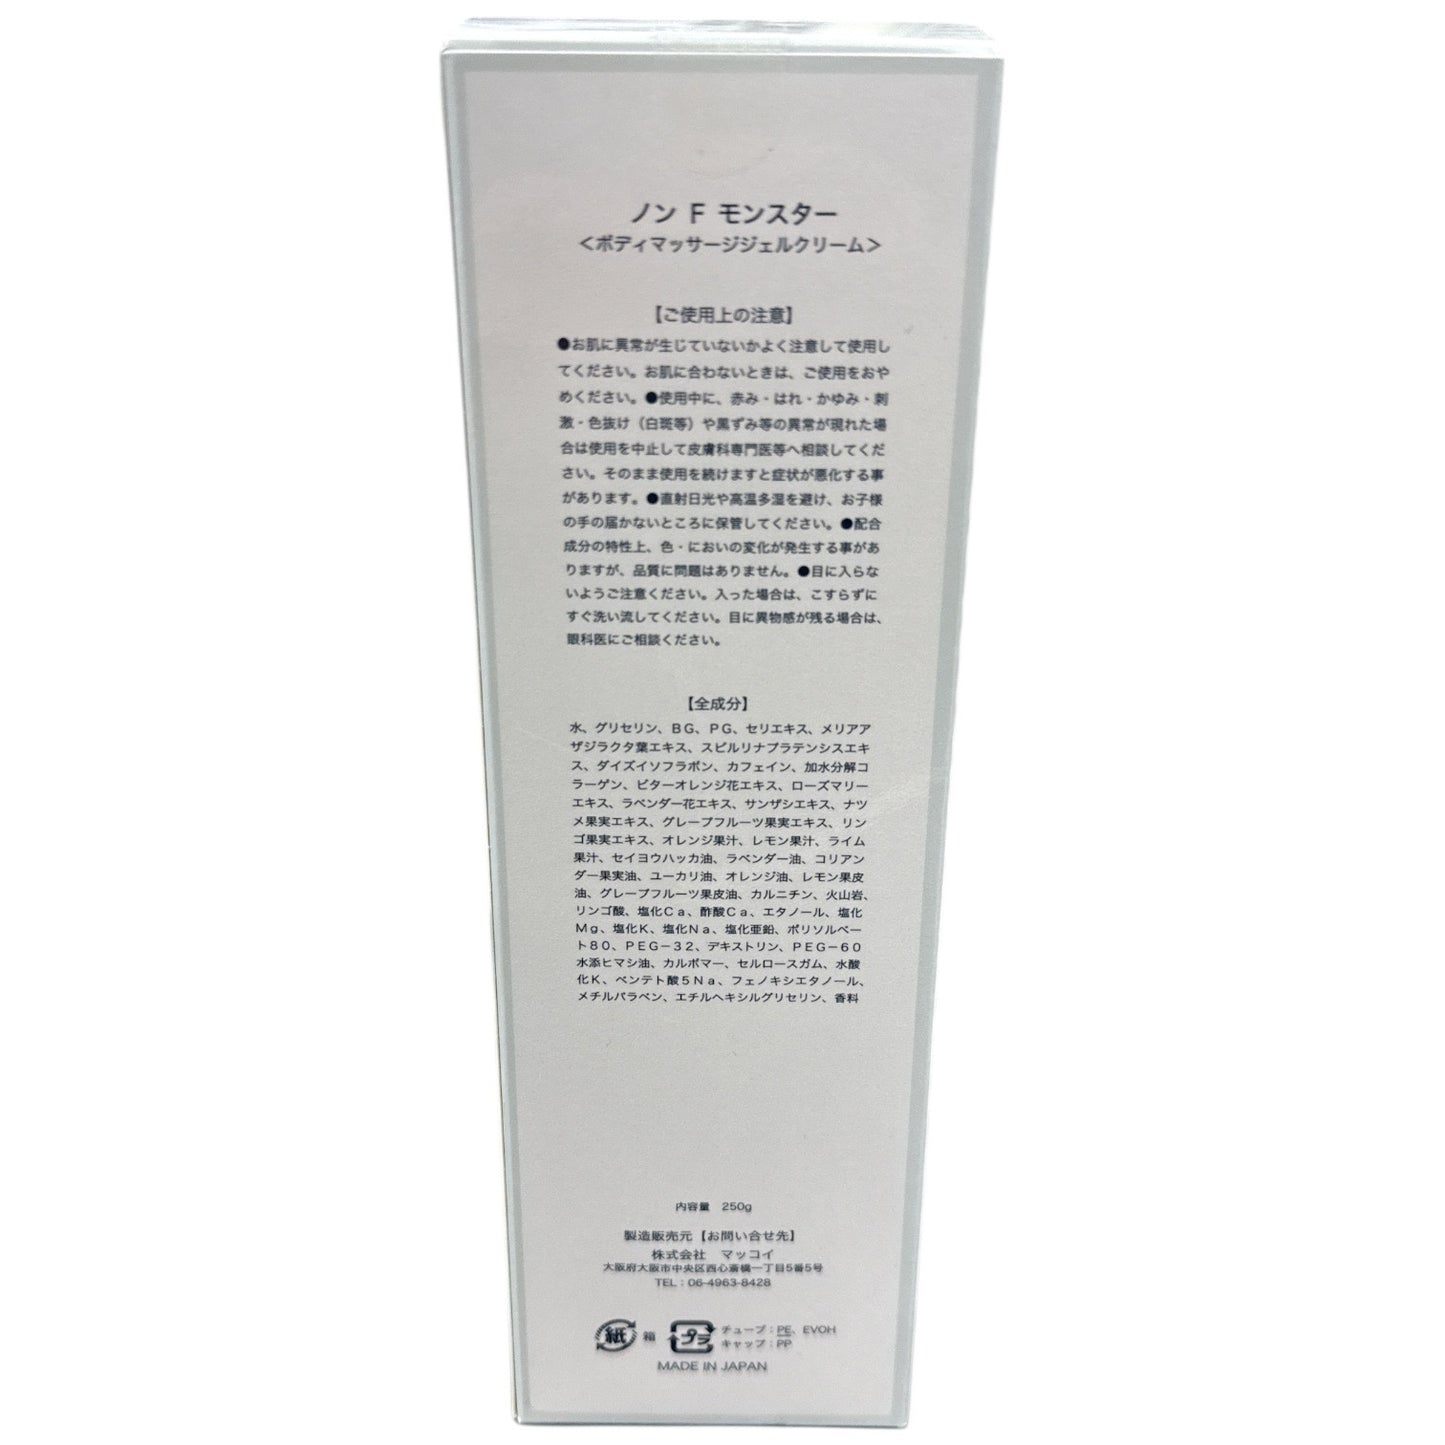 ノン F モンスター
＜ボディマッサージジェルクリーム＞
【ご使用上の注意】
●お肌に異常が生じていないかよく注意して使用し
てください。お肌に合わないときは、ご使用をおや
めください。●使用中に、赤み・はれ・かゆみ・刺
激・色抜け（白斑等）や黒ずみ等の異常が現れた場
合は使用を中止して皮膚科専門医等へ相談してくだ
さい。そのまま使用を続けますと症状が悪化する事
があります。●直射日光や高温多湿を避け、お子様
の手の届かないところに保管してください。●配合
成分の特性上、色・においの変化が発生する事があ
りますが、品質に問題はありません。●目に入らな
いようご注意ください。入った場合は、こすらずに
すぐ洗い流してください。目に異物感が残る場合は、
眼科医にご相談ください。
【全成分】
水、グリセリン、ＢＧ、ＰＧ、セリエキス、メリアア
ザジラクタ葉エキス、スピルリナプラテンシスエキ
ス、ダイズイソフラボン、カフェイン、加水分解コ
ラーゲン、ビターオレンジ花エキス、ローズマリー
エキス、ラベンダー花エキス、サンザシエキス、ナツ
メ果実エキス、グレープフルーツ果実エキス、リン
ゴ果実エキス、オレンジ果汁、レモン果汁、ライム
果汁、セイヨウハッカ油、ラベンダー油、コリアン
ダー果実油、ユーカリ油、オレンジ油、レモン果皮
油、グレープフルーツ果皮油、カルニチン、火山岩、
リンゴ酸、塩化Ｃａ、酢酸Ｃａ、エタノール、塩化
Ｍｇ、塩化Ｋ、塩化Ｎａ、塩化亜鉛、ポリソルベー
ト８０、ＰＥＧ－３２、デキストリン、ＰＥＧ－６０
水添ヒマシ油、カルボマー、セルロースガム、水酸
化Ｋ、ペンテト酸５Ｎａ、フェノキシエタノール、
メチルパラベン、エチルヘキシルグリセリン、香料
内容量　250g
製造販売元【お問い合せ先】
株式会社　マッコイ
大阪府大阪市中央区西心斎橋一丁目5番5号
TEL：06-4963-8428
紙 箱 プラ チューブ：PE、EVOH
キャップ：PP
MADE IN JAPAN